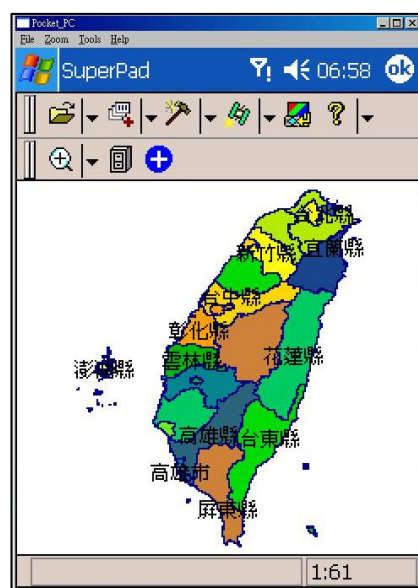 Pocket_PC
File Zoom Tools Help
SuperPad 06:58 ok
台北縣
新竹縣 宜蘭縣
台中縣
彰化縣
雲林縣 花蓮縣
澎湖縣
高雄縣 台東縣
高雄市
屏東縣
1:61